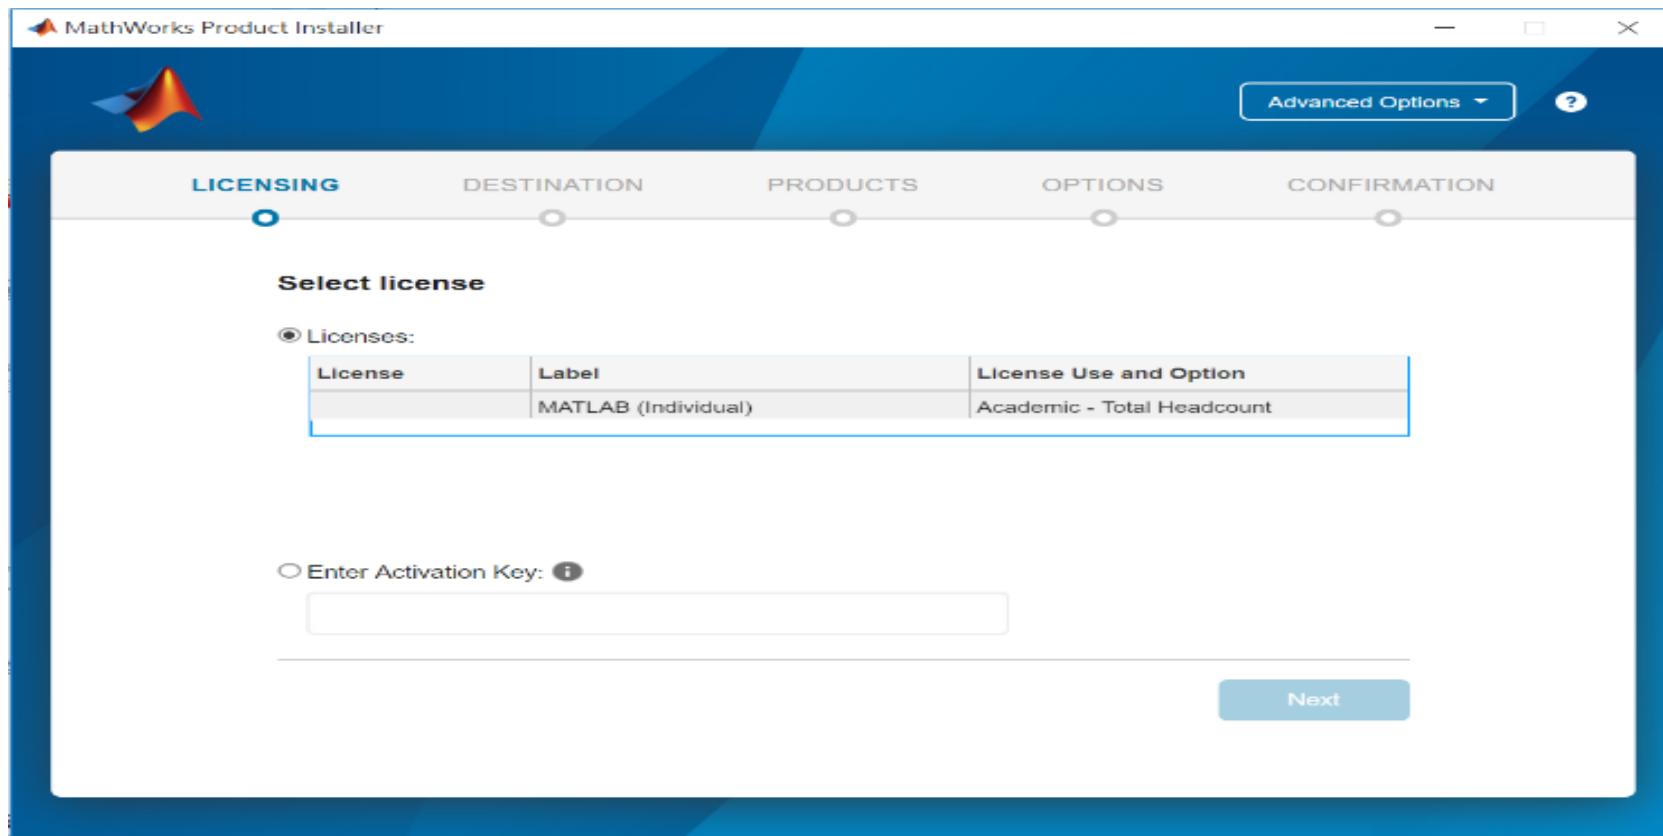 MathWorks Product Installer
Advanced Options
?
LICENSING DESTINATION PRODUCTS OPTIONS CONFIRMATION
Select license
Licenses:
License Label License Use and Option
MATLAB (Individual) Academic - Total Headcount
Enter Activation Key: i
Next